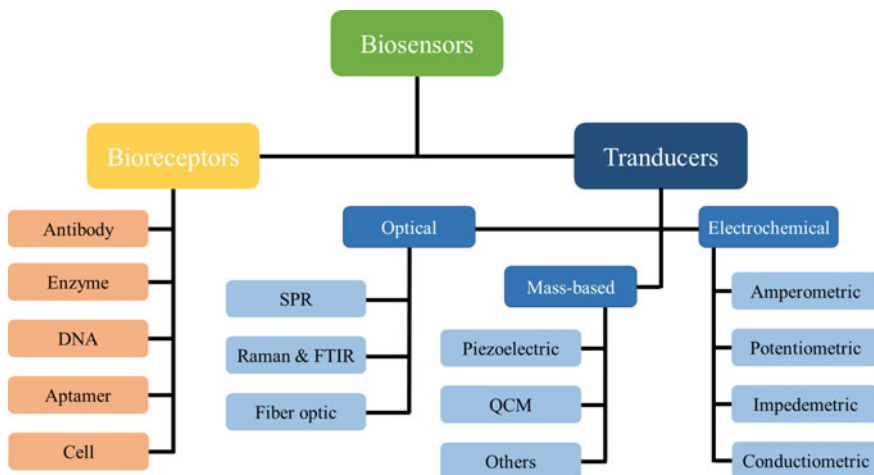 Biosensors
Bioreceptors
Tranducers
Antibody
Enzyme
DNA
Aptamer
Cell
Optical
SPR
Raman & FTIR
Fiber optic
Mass-based
Piezoelectric
QCM
Others
Electrochemical
Amperometric
Potentiometric
Impedemetric
Conductiometric